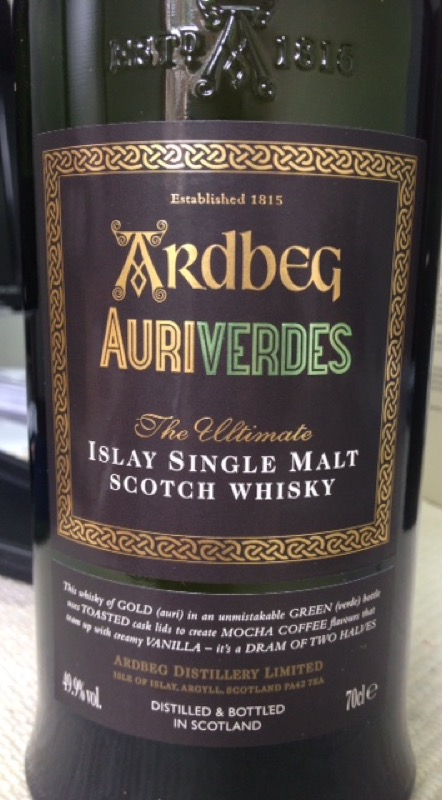 ESTD 1815
Established 1815
ARDBEG
AURIVERDES
The Ultimate
ISLAY SINGLE MALT
SCOTCH WHISKY
This whisky of GOLD (auri) in an unmistakable GREEN (verde) bottle
uses TOASTED cask lids to create MOCHA COFFEE flavours that
team up with creamy VANILLA – it's a DRAM OF TWO HALVES
ARDBEG DISTILLERY LIMITED
ISLE OF ISLAY, ARGYLL, SCOTLAND PA42 7EA
49.9% vol.
70cl e
DISTILLED & BOTTLED
IN SCOTLAND